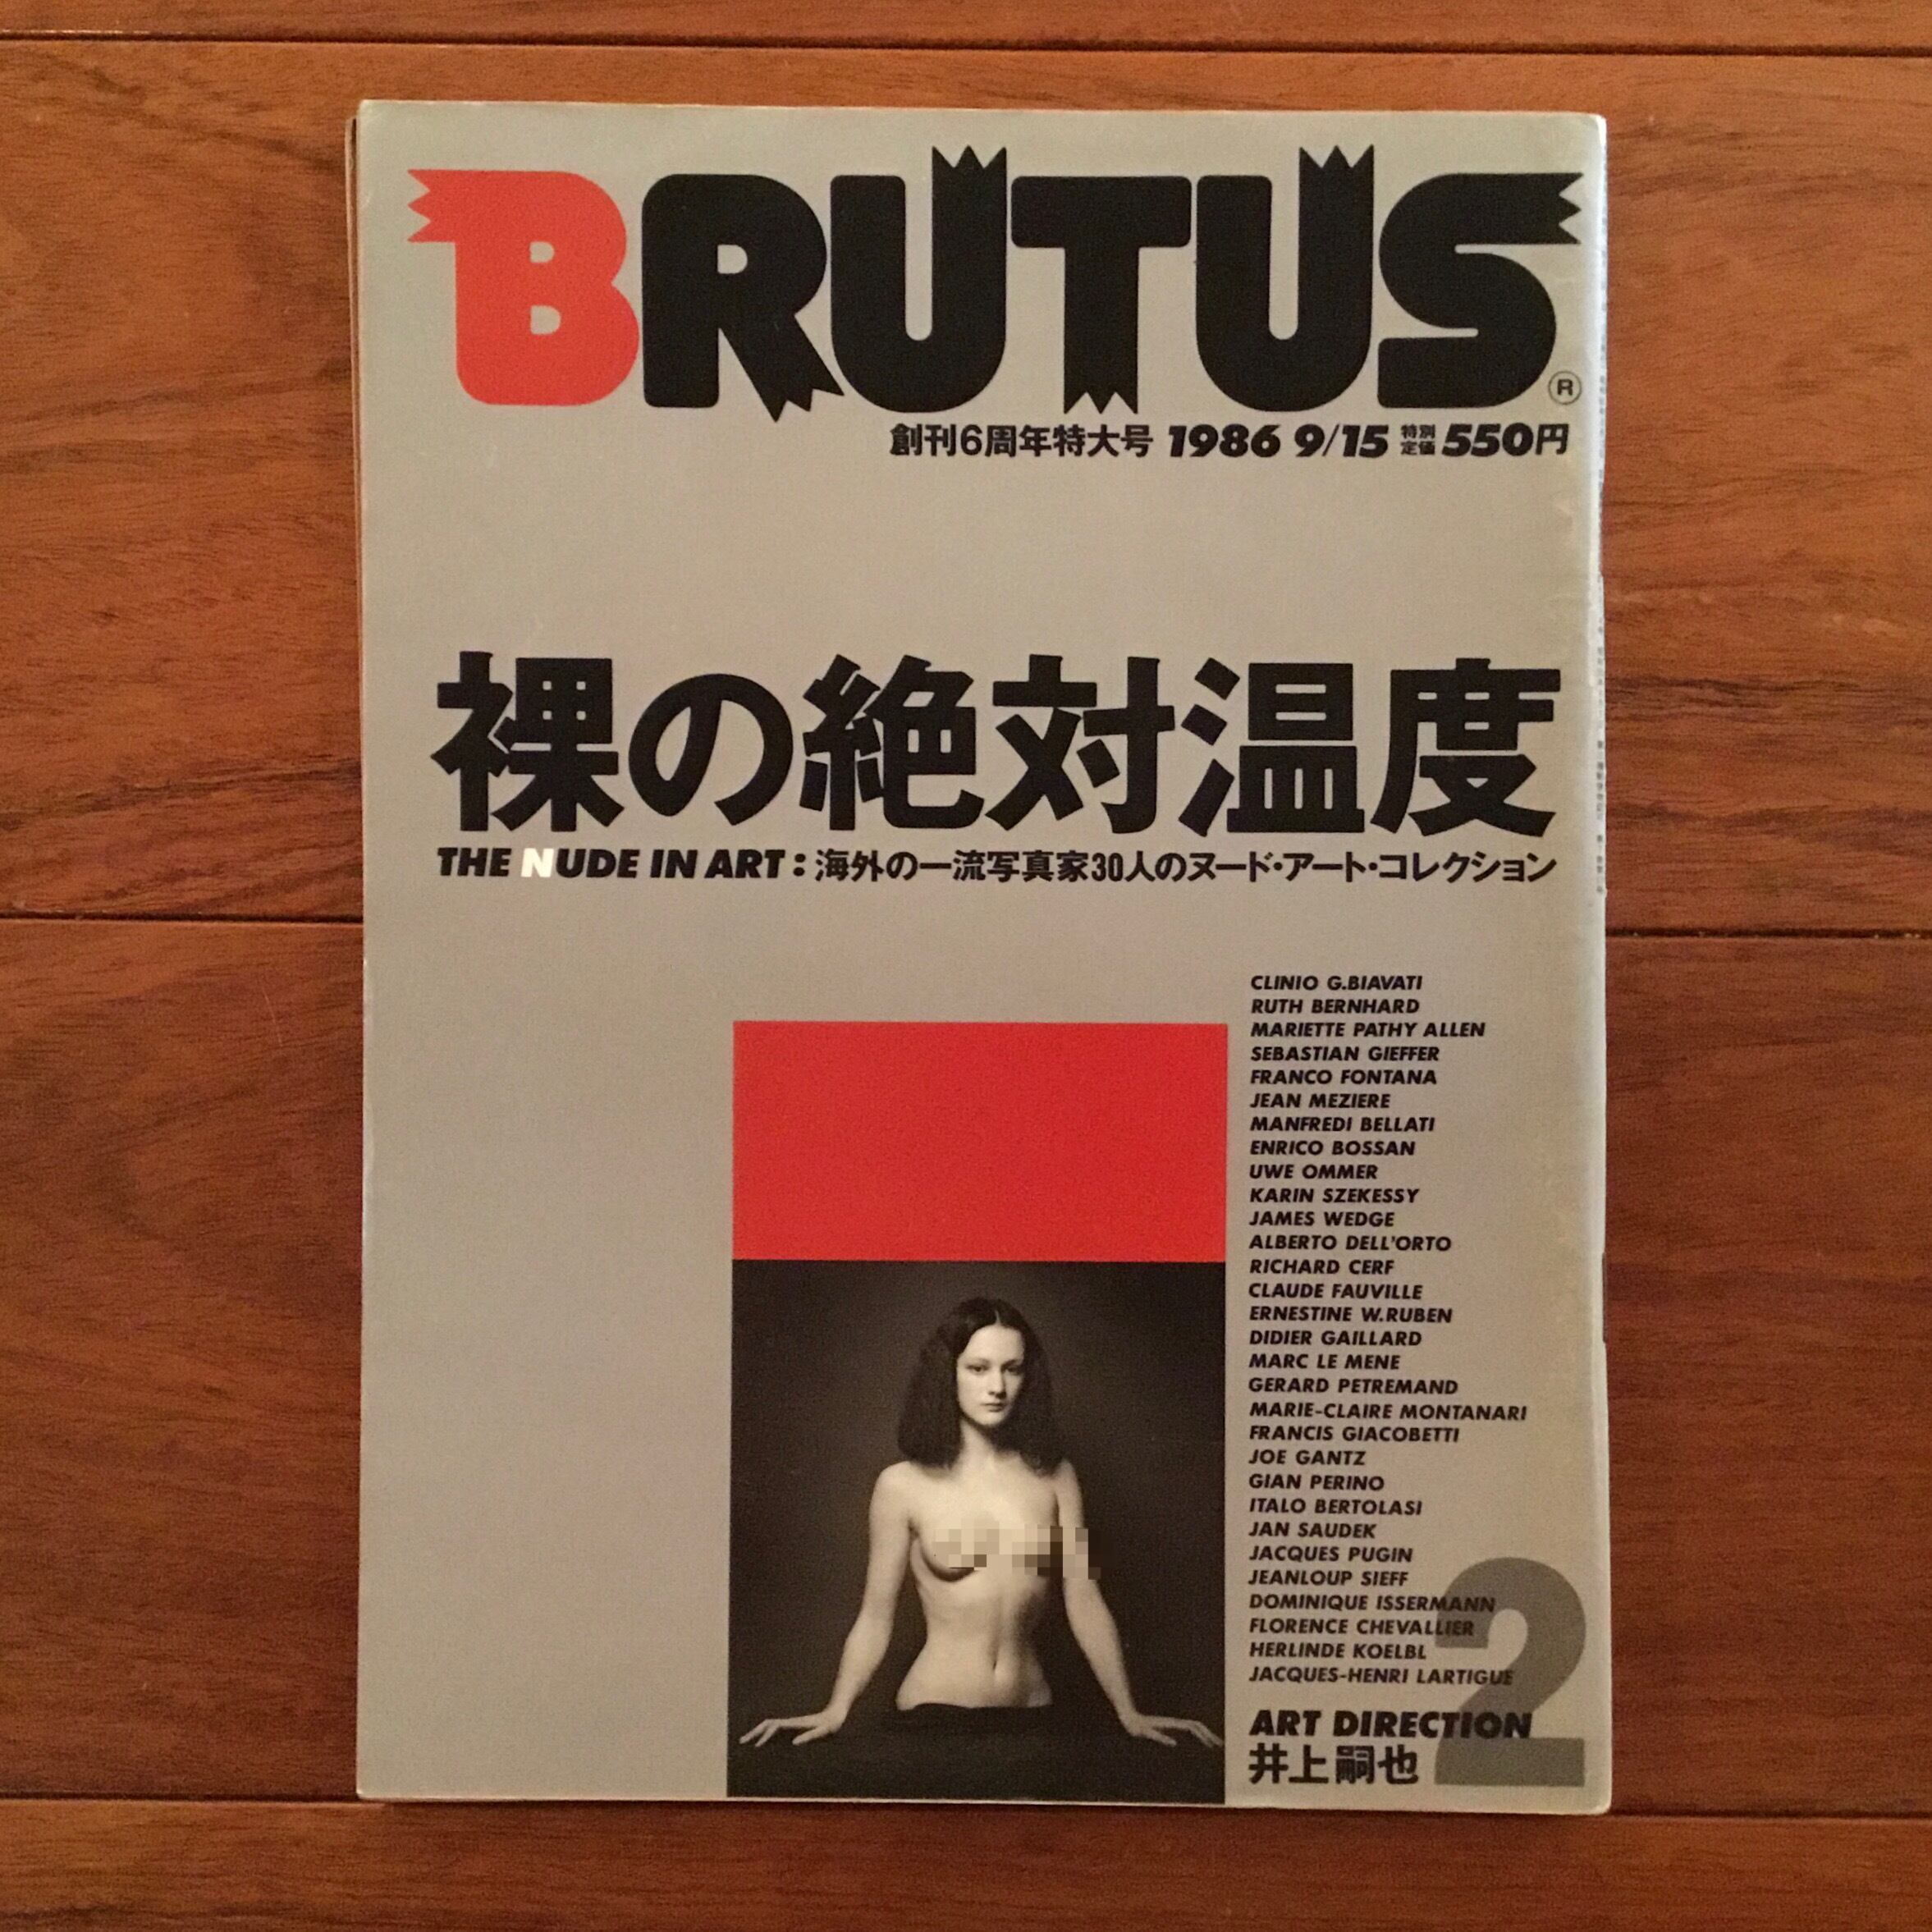 BRUTUS®
創刊6周年特大号 1986 9/15 特別定価 550円
裸の絶対温度
THE NUDE IN ART：海外の一流写真家30人のヌード・アート・コレクション
CLINIO G.BIAVATI
RUTH BERNHARD
MARIETTE PATHY ALLEN
SEBASTIAN GIEFFER
FRANCO FONTANA
JEAN MEZIERE
MANFREDI BELLATI
ENRICO BOSSAN
UWE OMMER
KARIN SZEKESSY
JAMES WEDGE
ALBERTO DELL'ORTO
RICHARD CERF
CLAUDE FAUVILLE
ERNESTINE W.RUBEN
DIDIER GAILLARD
MARC LE MENE
GERARD PETREMAND
MARIE-CLAIRE MONTANARI
FRANCIS GIACOBETTI
JOE GANTZ
GIAN PERINO
ITALO BERTOLASI
JAN SAUDEK
JACQUES PUGIN
JEANLOUP SIEFF
DOMINIQUE ISSERMANN
FLORENCE CHEVALLIER
HERLINDE KOELBL
JACQUES-HENRI LARTIGUE
ART DIRECTION
井上嗣也
2